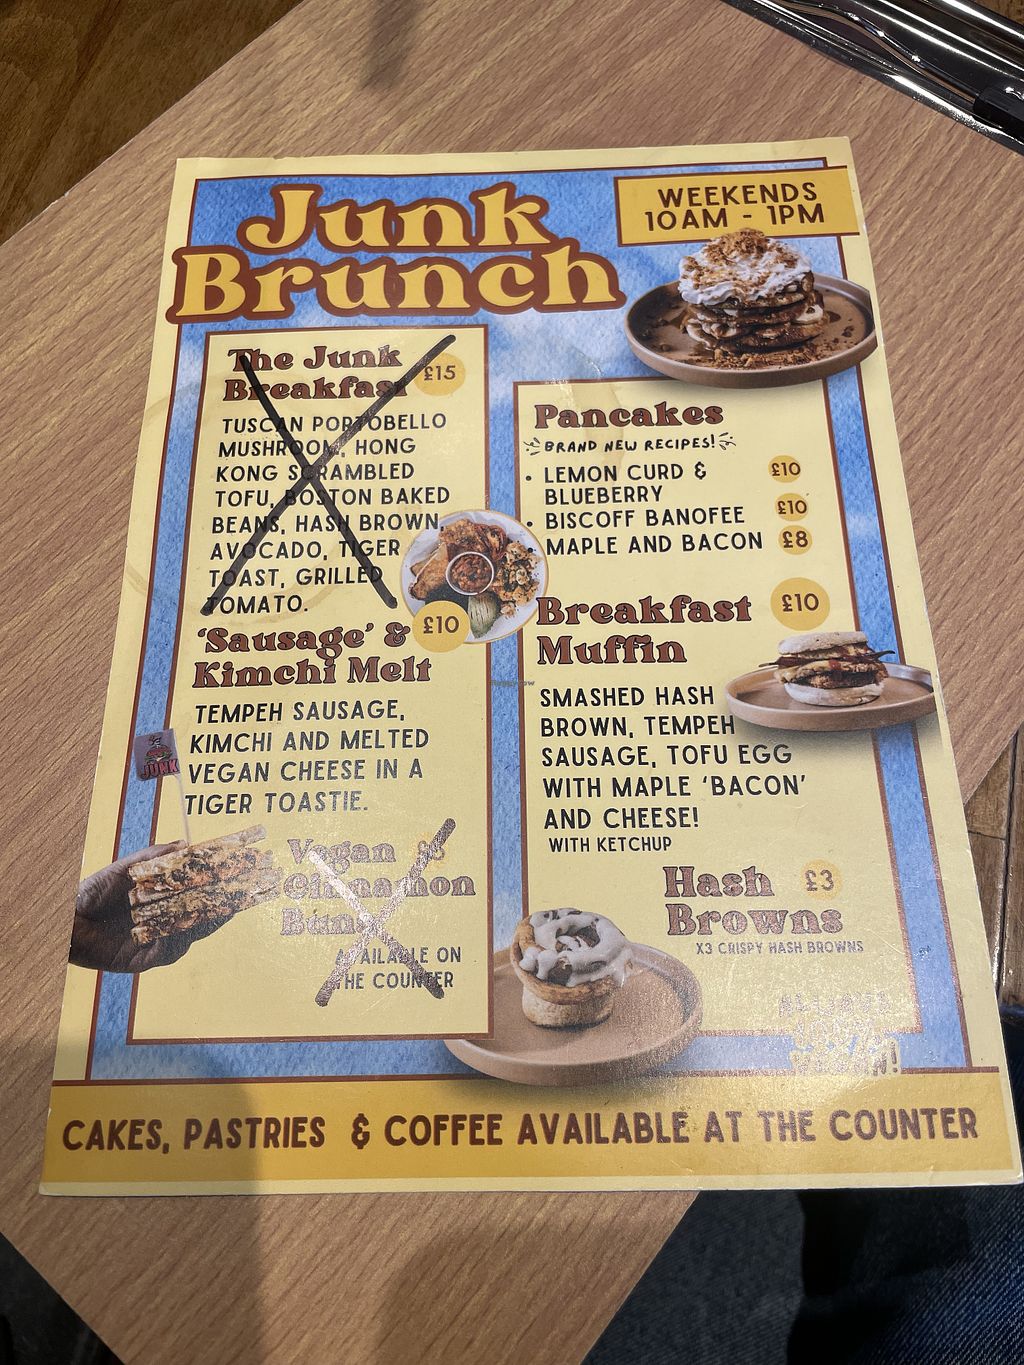 Junk
Brunch
WEEKENDS
10AM - 1PM
The Junk
Breakfast
£15
TUSCAN PORTOBELLO
MUSHROOM, HONG
KONG SCRAMBLED
TOFU, BOSTON BAKED
BEANS, HASH BROWN,
AVOCADO, TIGER
TOAST, GRILLED
TOMATO.
'Sausage' &
Kimchi Melt
£10
TEMPEH SAUSAGE,
KIMCHI AND MELTED
VEGAN CHEESE IN A
TIGER TOASTIE.
JUNK
Vegan
Cinnamon
Buns
AVAILABLE ON
THE COUNTER
Pancakes
BRAND NEW RECIPES!
• LEMON CURD & £10
BLUEBERRY
• BISCOFF BANOFEE £10
MAPLE AND BACON £8
Breakfast
Muffin
£10
SMASHED HASH
BROWN, TEMPEH
SAUSAGE, TOFU EGG
WITH MAPLE 'BACON'
AND CHEESE!
WITH KETCHUP
Hash
Browns
£3
X3 CRISPY HASH BROWNS
CAKES, PASTRIES & COFFEE AVAILABLE AT THE COUNTER